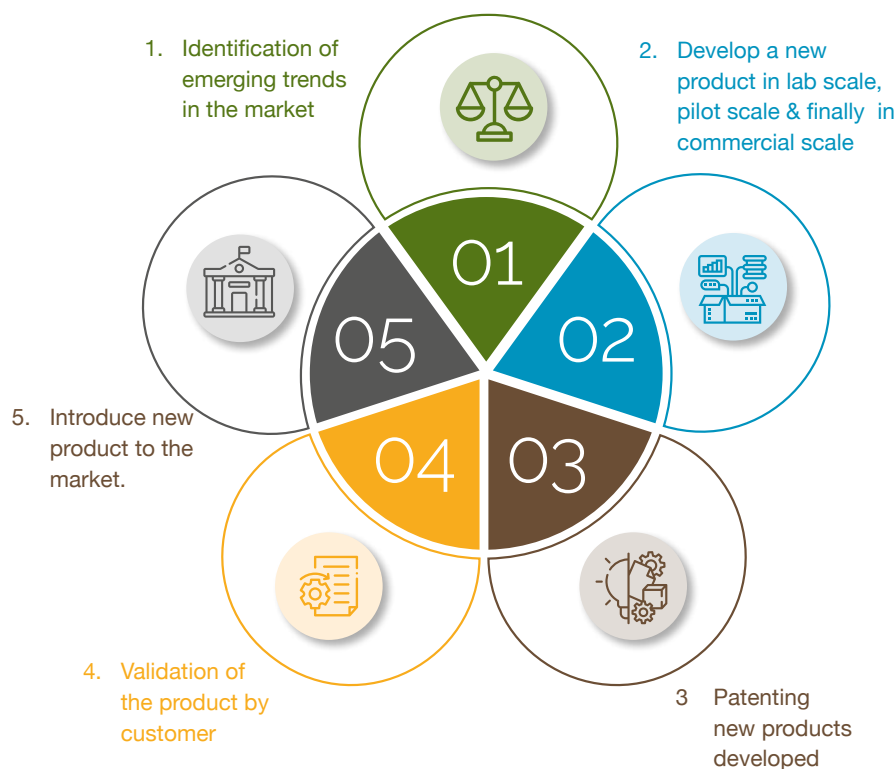 1. Identification of
emerging trends
in the market
2. Develop a new
product in lab scale,
pilot scale & finally in
commercial scale
01
02
03
04
05
5. Introduce new
product to the
market.
4. Validation of
the product by
customer
3 Patenting
new products
developed